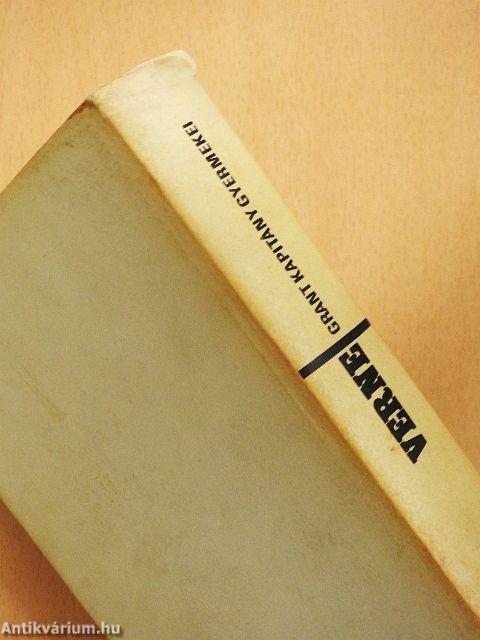 VERNE
GRANT KAPITÁNY GYERMEKEI
Antikvárium.hu